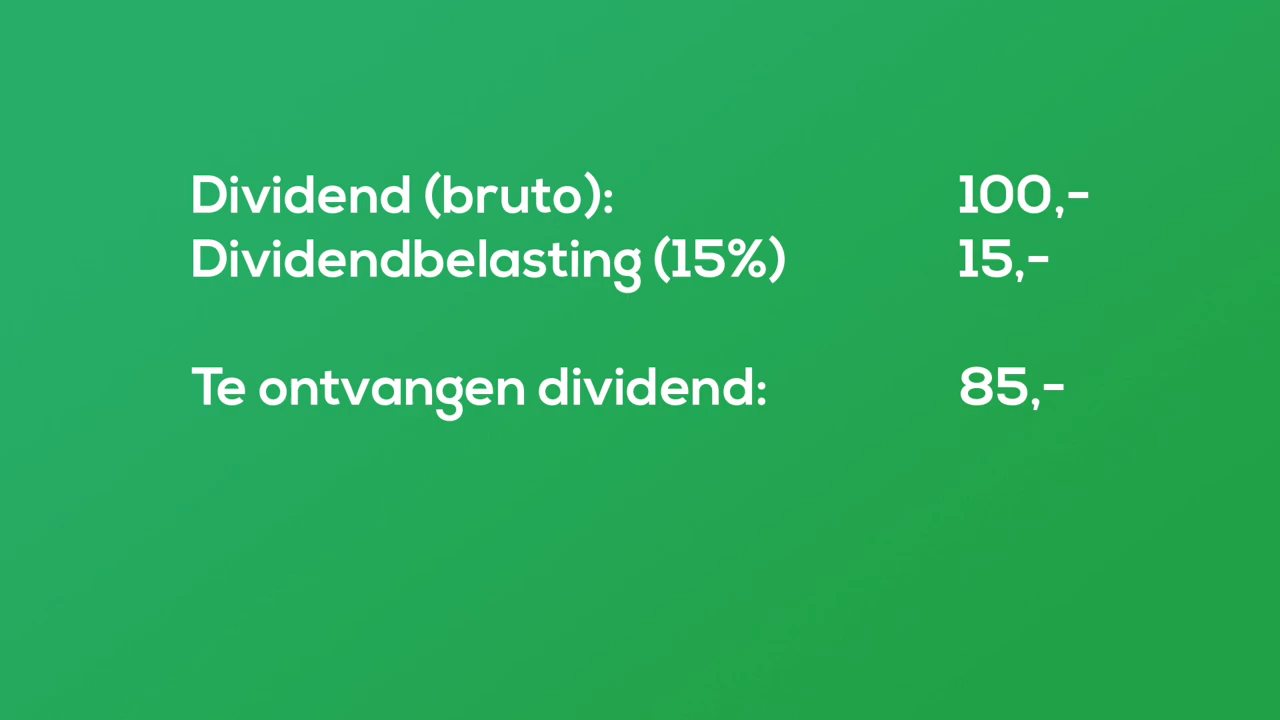 Dividend (bruto): 100,-
Dividendbelasting (15%) 15,-
Te ontvangen dividend: 85,-